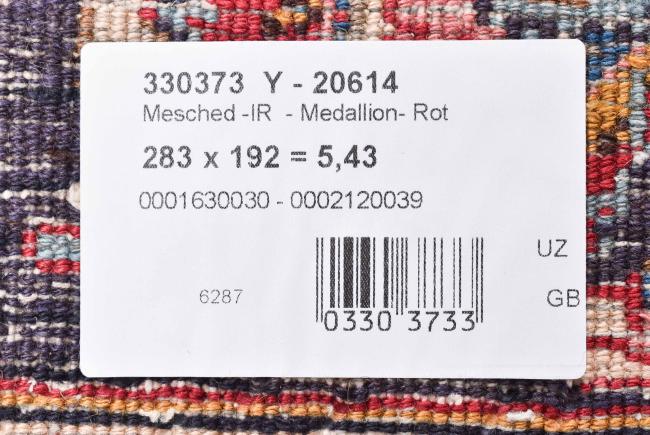 330373 Y - 20614
Mesched -IR - Medallion- Rot
283 x 192 = 5,43
0001630030 - 0002120039
UZ
6287
GB
0330 3733